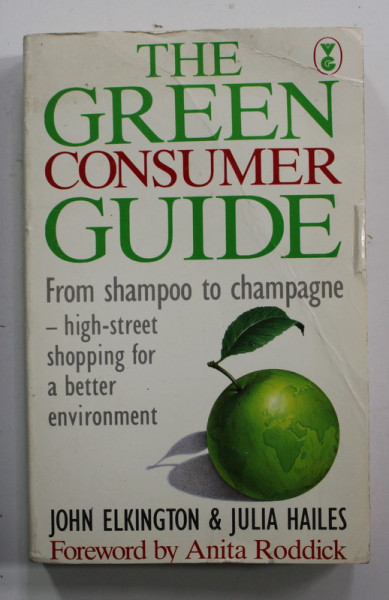 THE
GREEN
CONSUMER
GUIDE
From shampoo to champagne
– high-street
shopping for
a better
environment
JOHN ELKINGTON & JULIA HAILES
Foreword by Anita Roddick